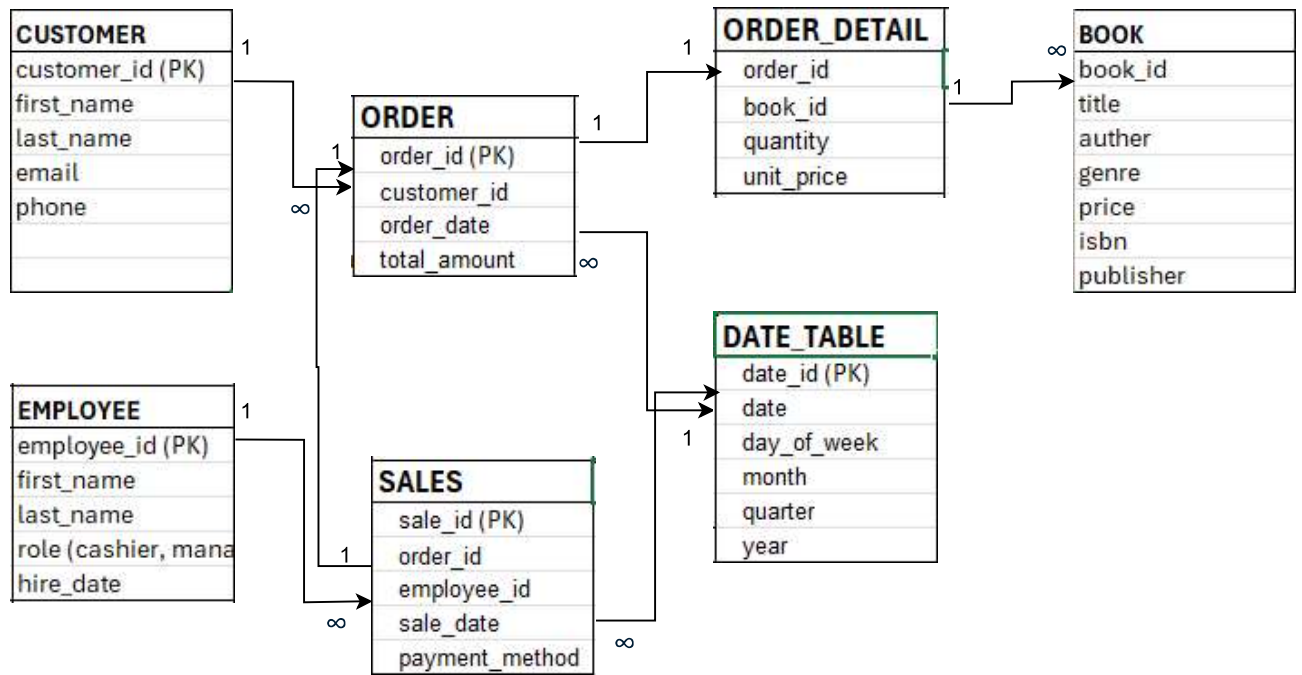 CUSTOMER
customer_id (PK)
first_name
last_name
email
phone
1
∞
ORDER
order_id (PK)
customer_id
order_date
total_amount
1
1
∞
ORDER_DETAIL
order_id
book_id
quantity
unit_price
1
1
∞
BOOK
book_id
title
auther
genre
price
isbn
publisher
EMPLOYEE
employee_id (PK)
first_name
last_name
role (cashier, mana
hire_date
1
∞
SALES
sale_id (PK)
order_id
employee_id
sale_date
payment_method
1
∞
DATE_TABLE
date_id (PK)
date
day_of_week
month
quarter
year
1